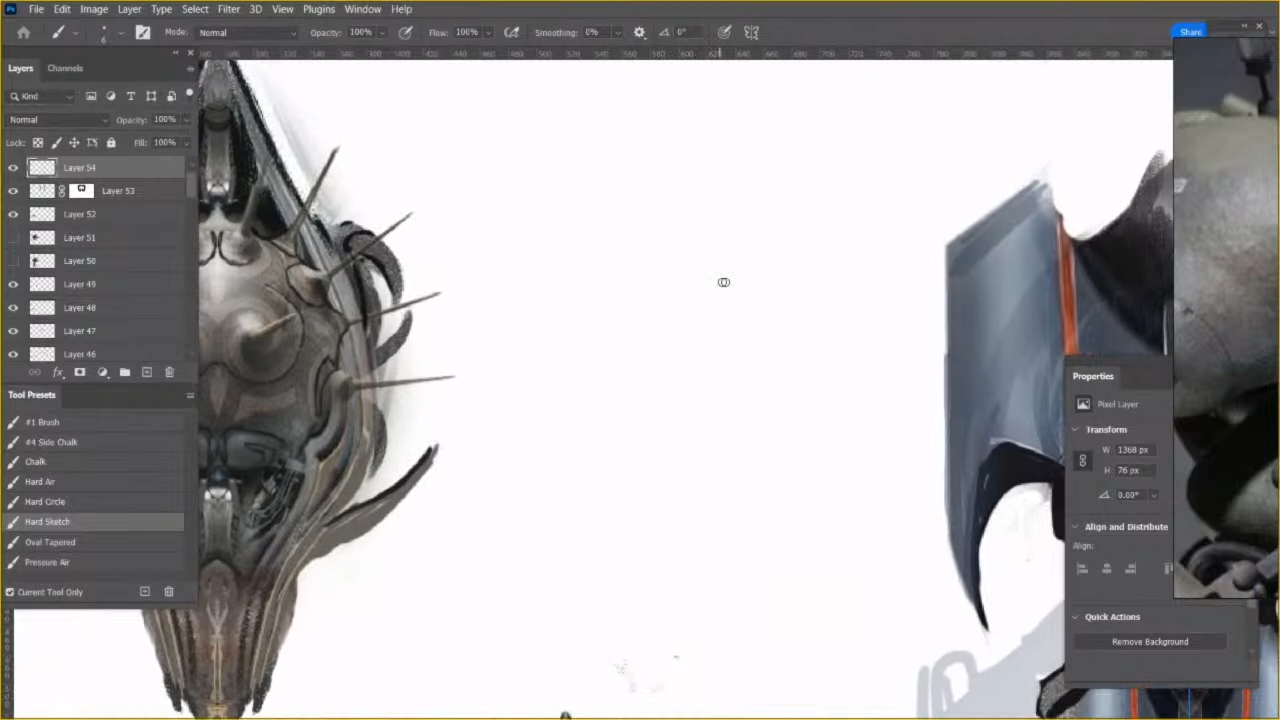 Ps File Edit Image Layer Type Select Filter 3D View Plugins Window Help
6 Mode: Normal Opacity: 100% Flow: 100% Smoothing: 0% 0° Share
Layers Channels
Kind
Normal Opacity: 100%
Lock: Fill: 100%
Layer 54
Layer 53
Layer 52
Layer 51
Layer 50
Layer 49
Layer 48
Layer 47
Layer 46
fx
Tool Presets
#1 Brush
#4 Side Chalk
Chalk
Hard Air
Hard Circle
Hard Sketch
Oval Tapered
Pressure Air
Current Tool Only
Properties
Pixel Layer
Transform
W 1368 px
H 76 px
0.00°
Align and Distribute
Align:
Quick Actions
Remove Background